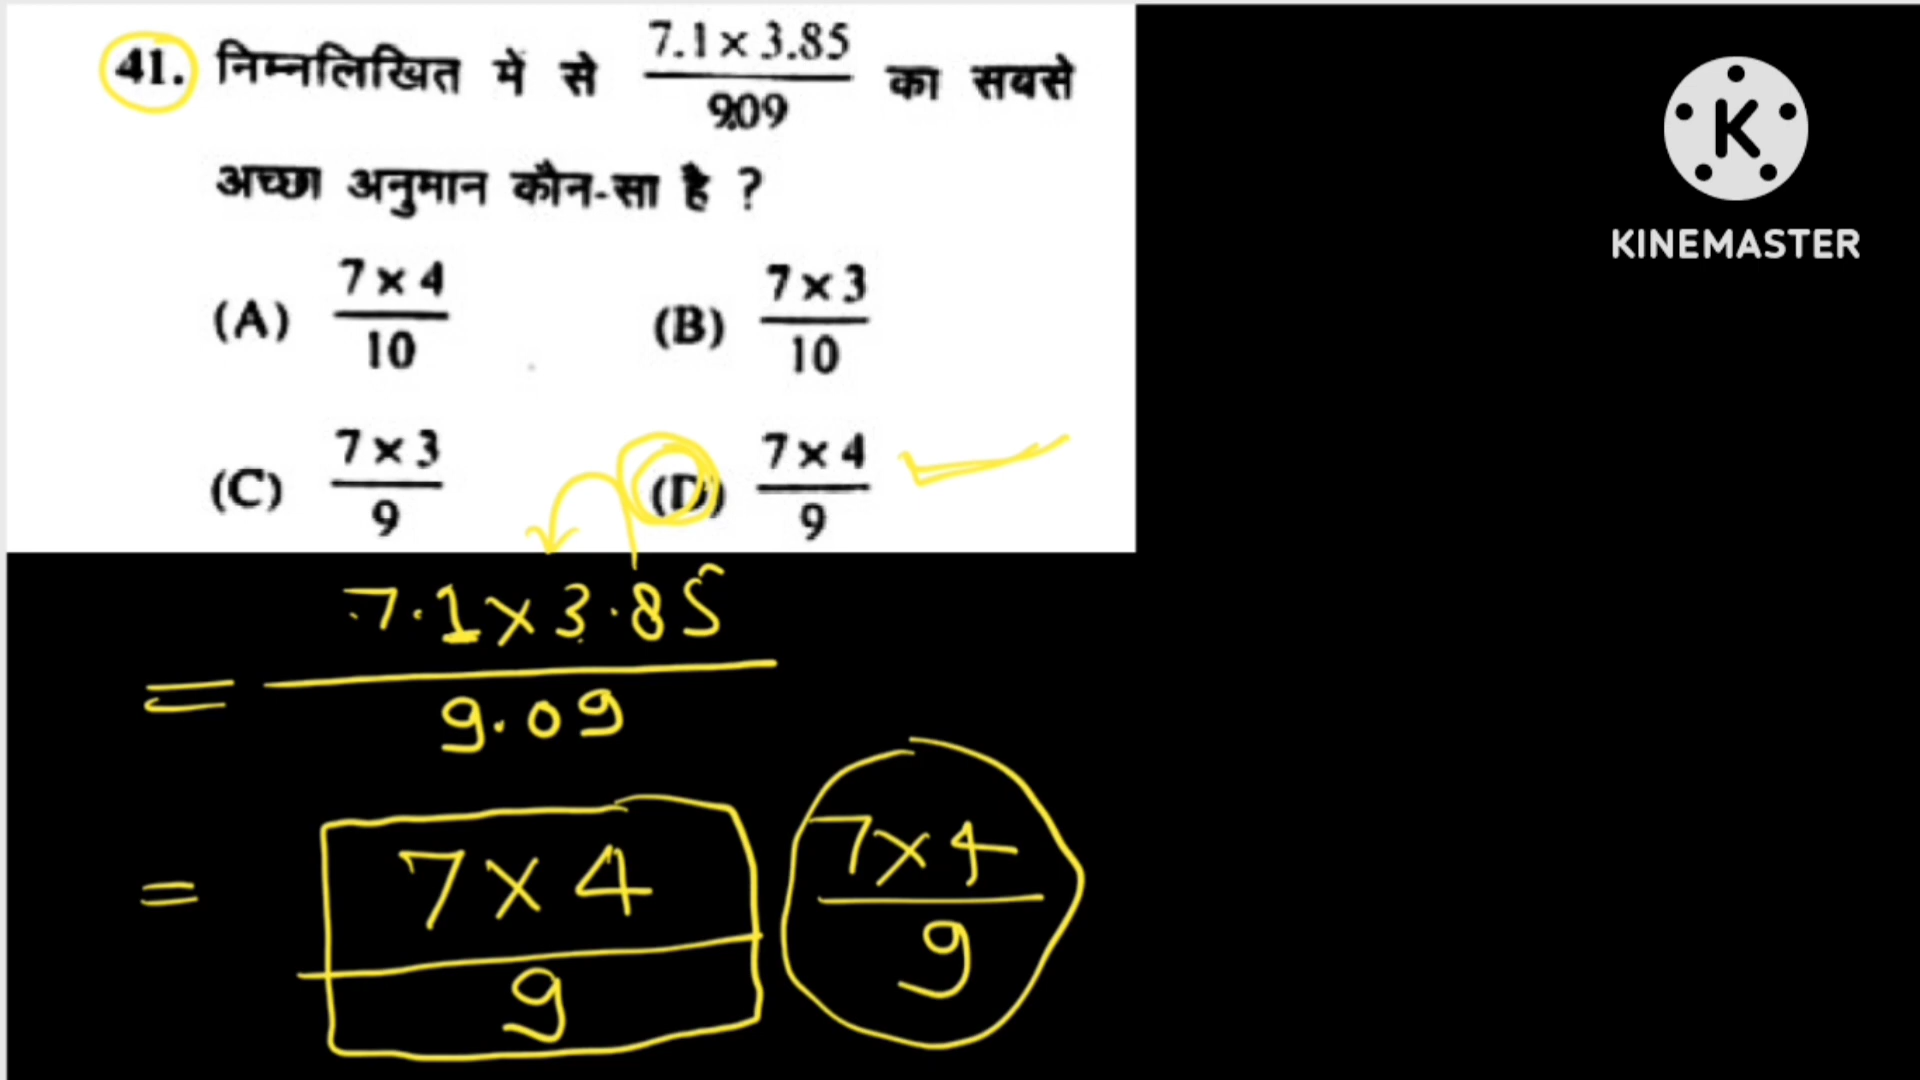 41. निम्नलिखित में से 7.1 × 3.85 / 9.09 का सबसे
अच्छा अनुमान कौन-सा है ?
(A) 7 × 4 / 10 (B) 7 × 3 / 10
(C) 7 × 3 / 9 (D) 7 × 4 / 9
= 7.1 × 3.85 / 9.09
= 7 × 4 / 9 7 × 4 / 9
K
KINEMASTER